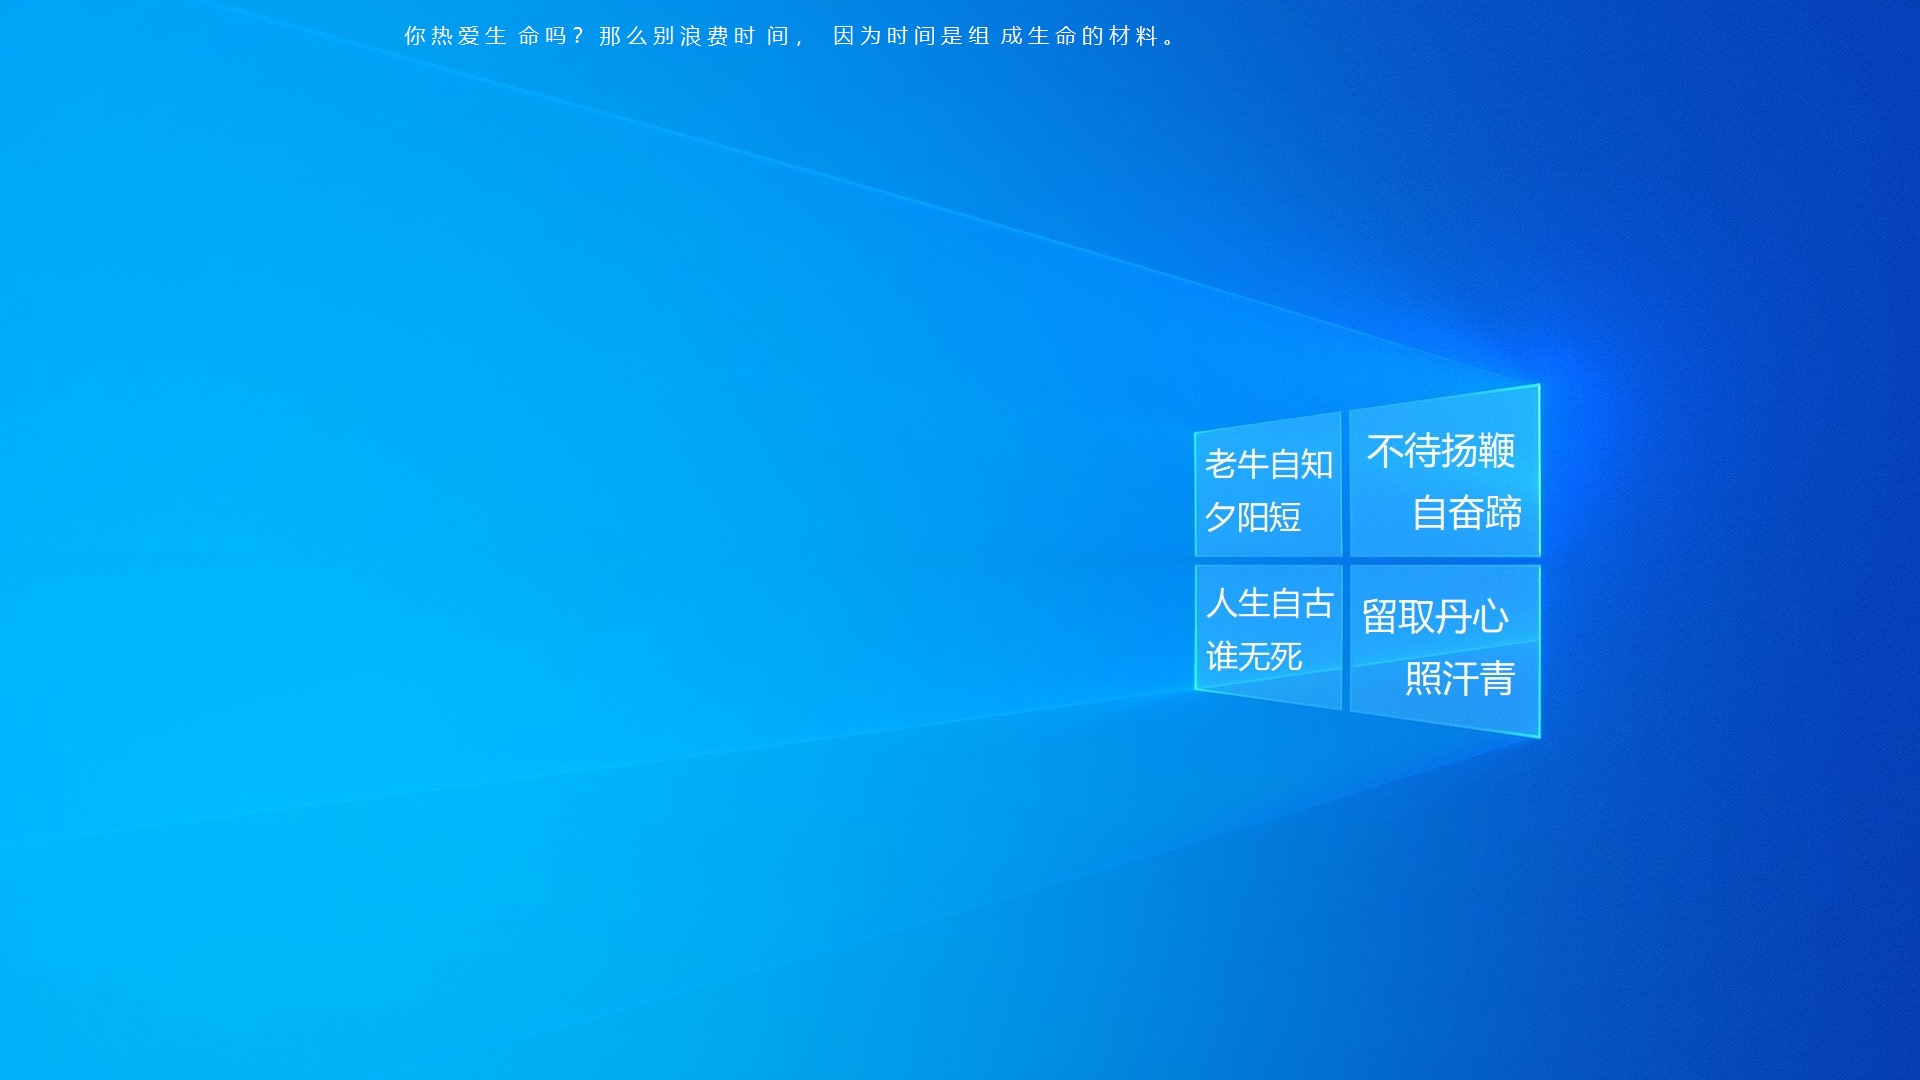 你热爱生命吗？那么别浪费时间，因为时间是组成生命的材料。
老牛自知
夕阳短
不待扬鞭
自奋蹄
人生自古
谁无死
留取丹心
照汗青